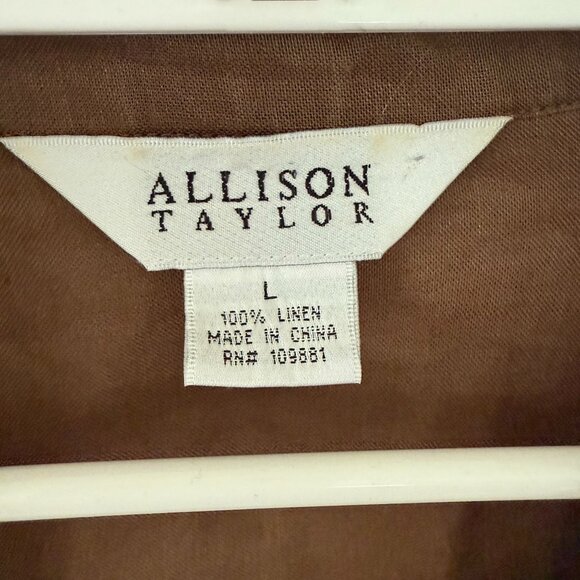 ALLISON
TAYLOR
L
100% LINEN
MADE IN CHINA
RN# 109881